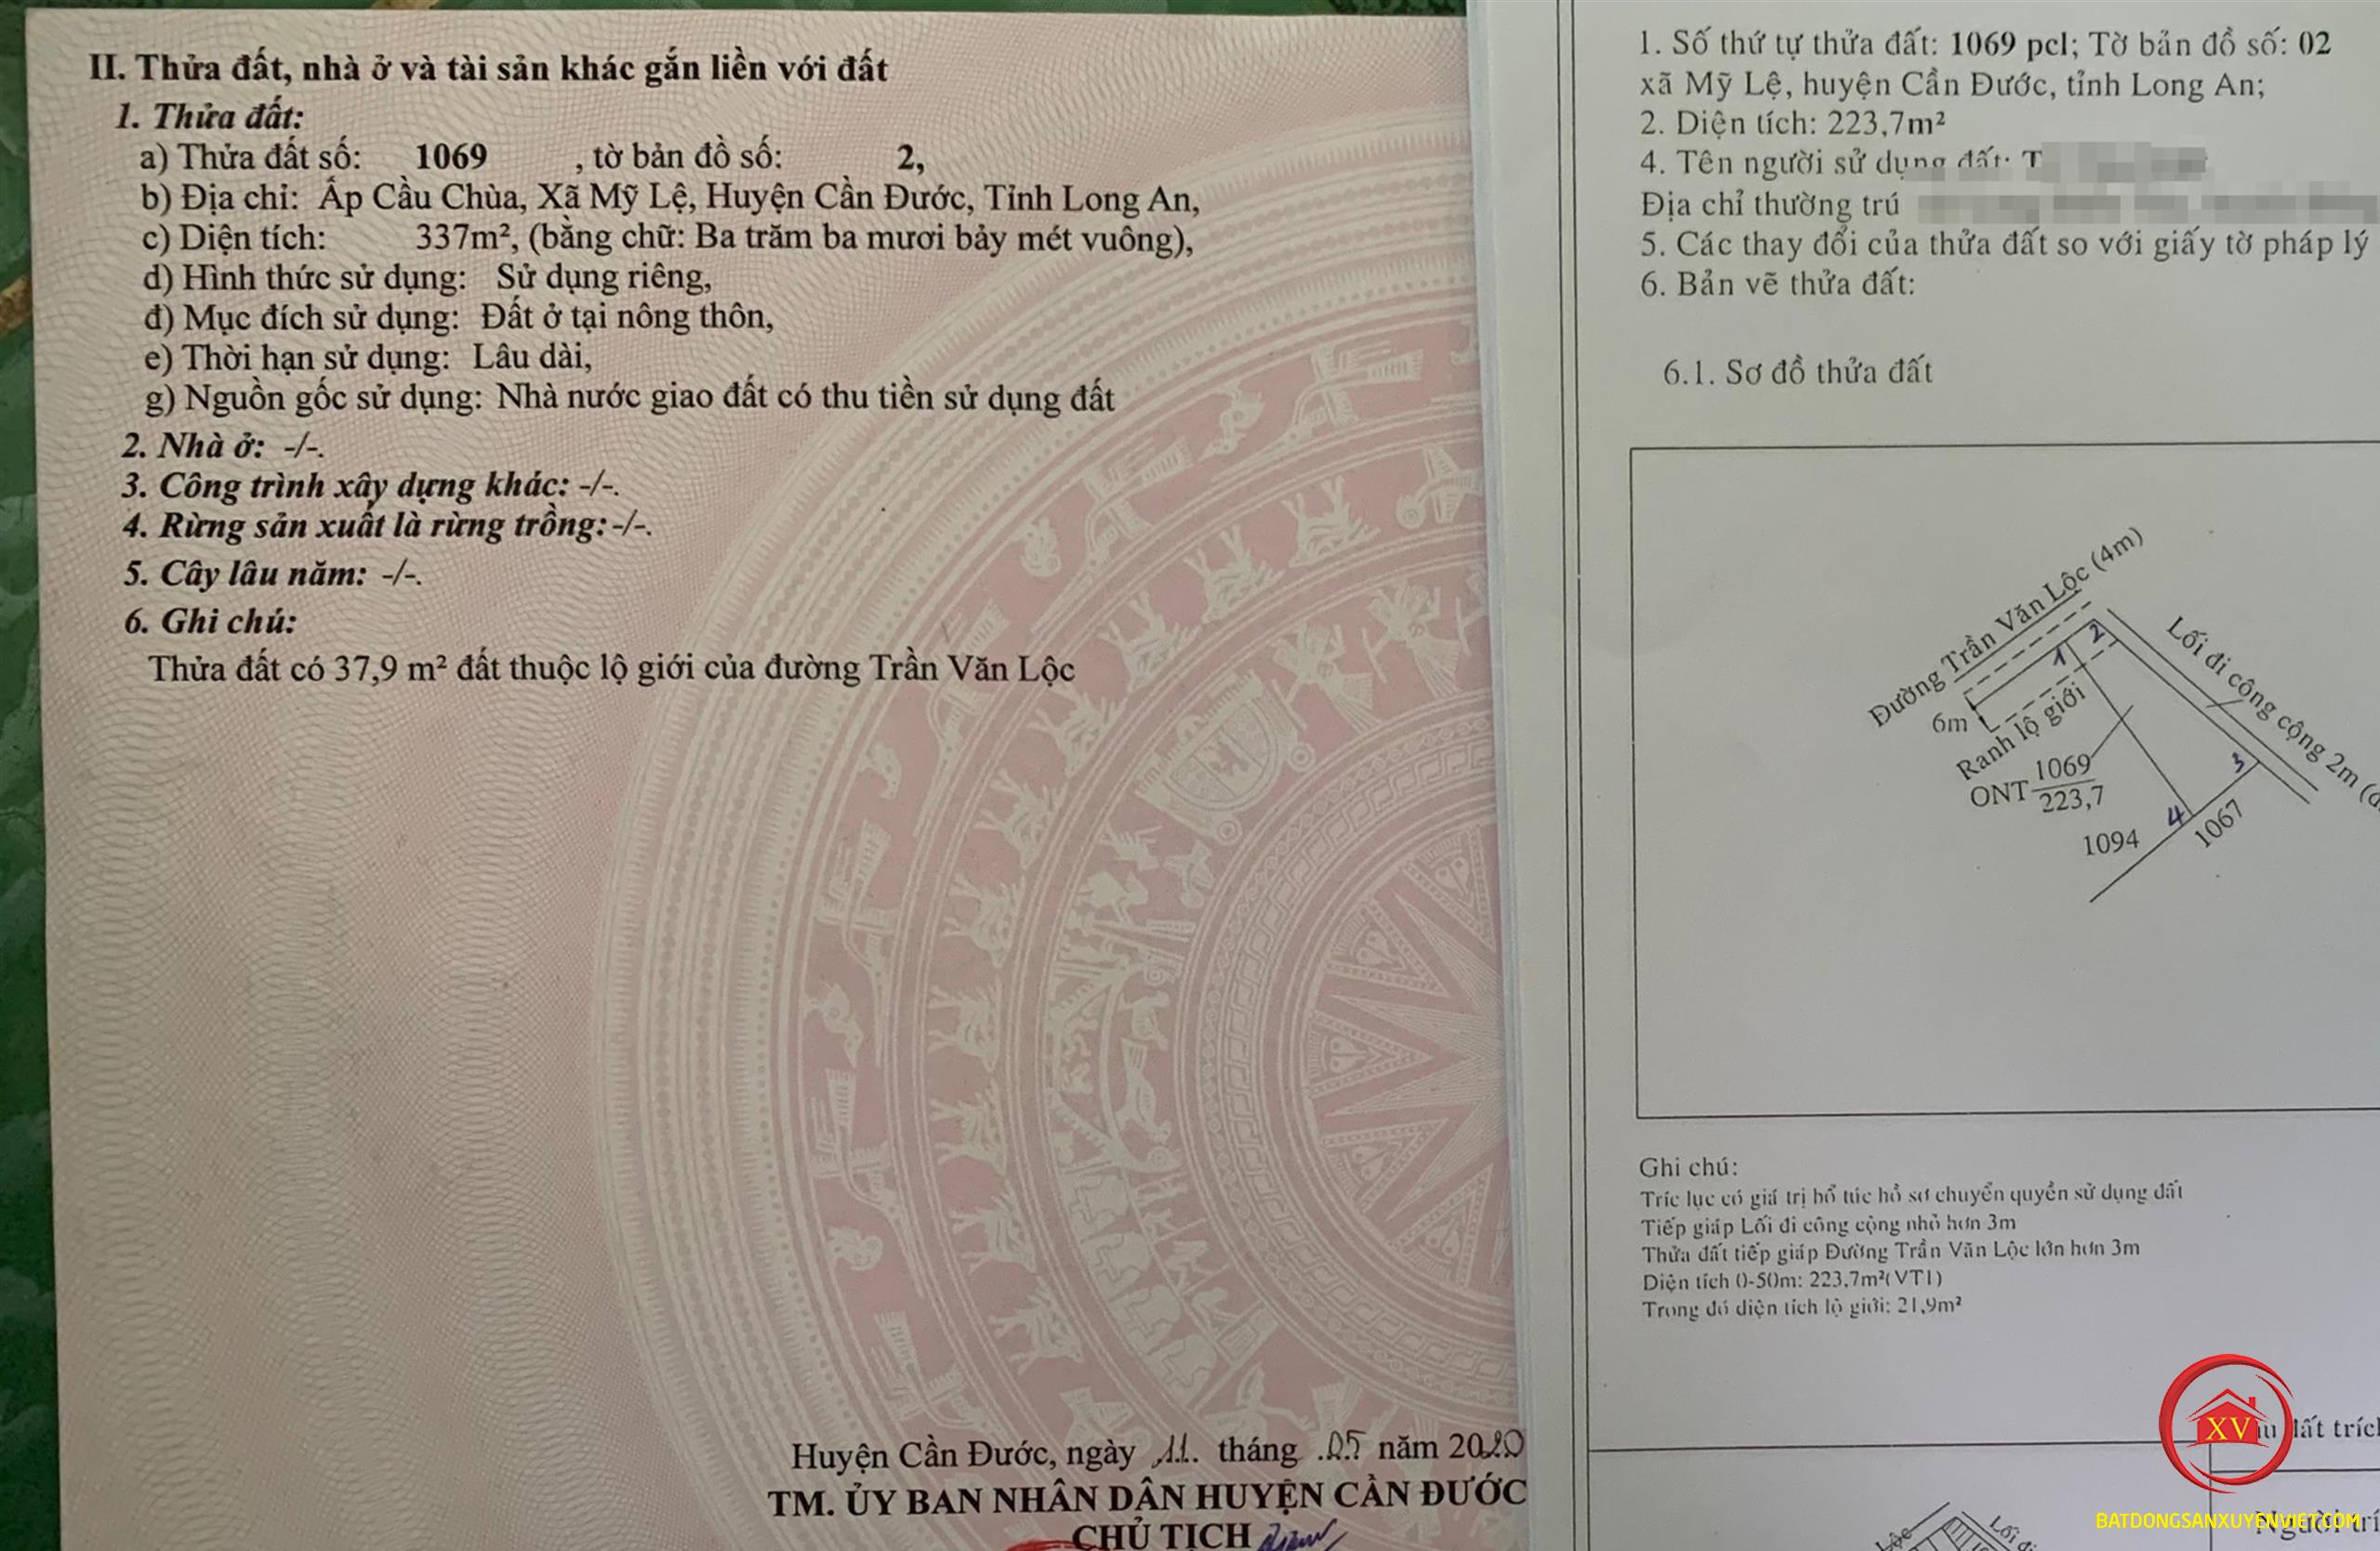 II. Thửa đất, nhà ở và tài sản khác gắn liền với đất
1. Thửa đất:
a) Thửa đất số: 1069 , tờ bản đồ số: 2,
b) Địa chỉ: Ấp Cầu Chùa, Xã Mỹ Lệ, Huyện Cần Đước, Tỉnh Long An,
c) Diện tích: 337m², (bằng chữ: Ba trăm ba mươi bảy mét vuông),
d) Hình thức sử dụng: Sử dụng riêng,
đ) Mục đích sử dụng: Đất ở tại nông thôn,
e) Thời hạn sử dụng: Lâu dài,
g) Nguồn gốc sử dụng: Nhà nước giao đất có thu tiền sử dụng đất
2. Nhà ở: -/-.
3. Công trình xây dựng khác: -/-.
4. Rừng sản xuất là rừng trồng:-/-.
5. Cây lâu năm: -/-.
6. Ghi chú:
Thửa đất có 37,9 m² đất thuộc lộ giới của đường Trần Văn Lộc
Huyện Cần Đước, ngày 11. tháng .05 năm 2020
TM. ỦY BAN NHÂN DÂN HUYỆN CẦN ĐƯỚC
CHỦ TỊCH
1. Số thứ tự thửa đất: 1069 pcl; Tờ bản đồ số: 02
xã Mỹ Lệ, huyện Cần Đước, tỉnh Long An;
2. Diện tích: 223,7m²
4. Tên người sử dụng đất: T
Địa chỉ thường trú
5. Các thay đổi của thửa đất so với giấy tờ pháp lý
6. Bản vẽ thửa đất:
6.1. Sơ đồ thửa đất
Đường Trần Văn Lộc (4m)
Lối đi công cộng 2m (
1
2
6m
Ranh lộ giới
ONT 1069
223,7
3
4
1094
1067
Ghi chú:
Tríc lục có giá trị bổ túc hồ sơ chuyển quyền sử dụng đất
Tiếp giáp Lối đi công cộng nhỏ hơn 3m
Thửa đất tiếp giáp Đường Trần Văn Lộc lớn hơn 3m
Diện tích 0-50m: 223,7m²(VT1)
Trong đó diện tích lộ giới: 21,9m²
XV
đất tríc
BATDONGSANXUYENVIET.COM
Người trí
Lộc
Lối đi